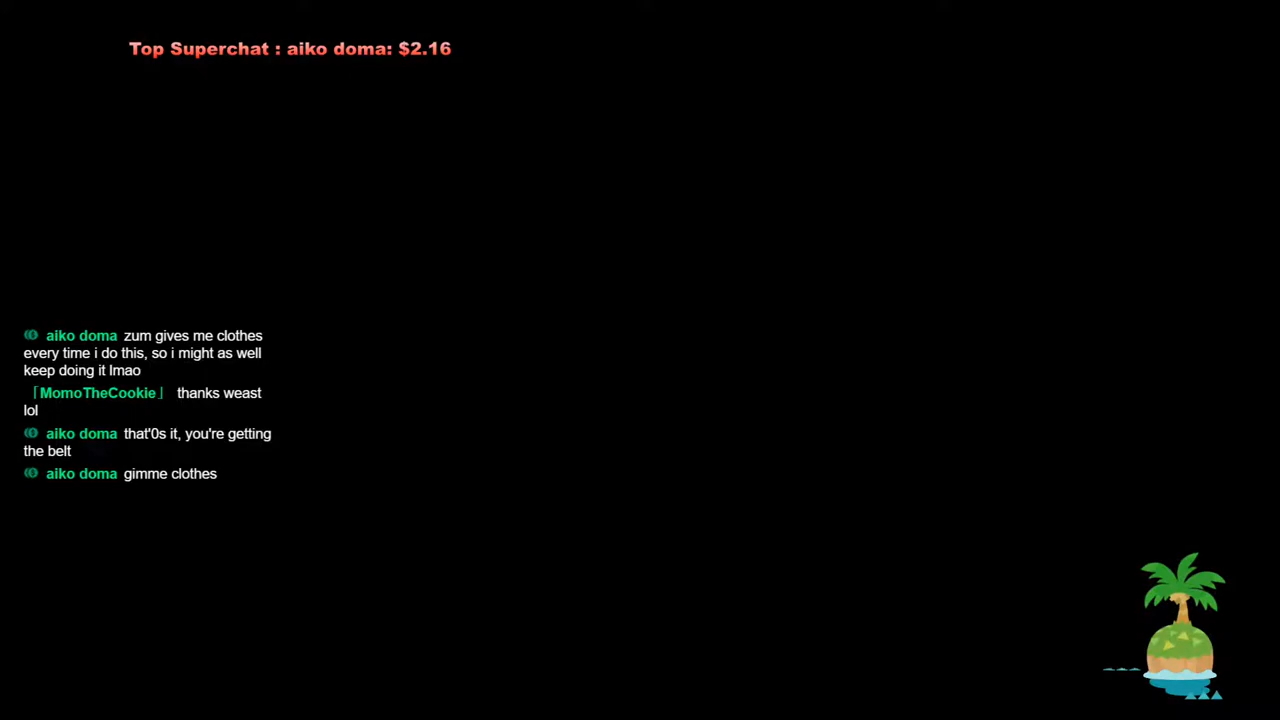 Top Superchat : aiko doma: $2.16
aiko doma zum gives me clothes
every time i do this, so i might as well
keep doing it lmao
「MomoTheCookie」 thanks weast
lol
aiko doma that'0s it, you're getting
the belt
aiko doma gimme clothes